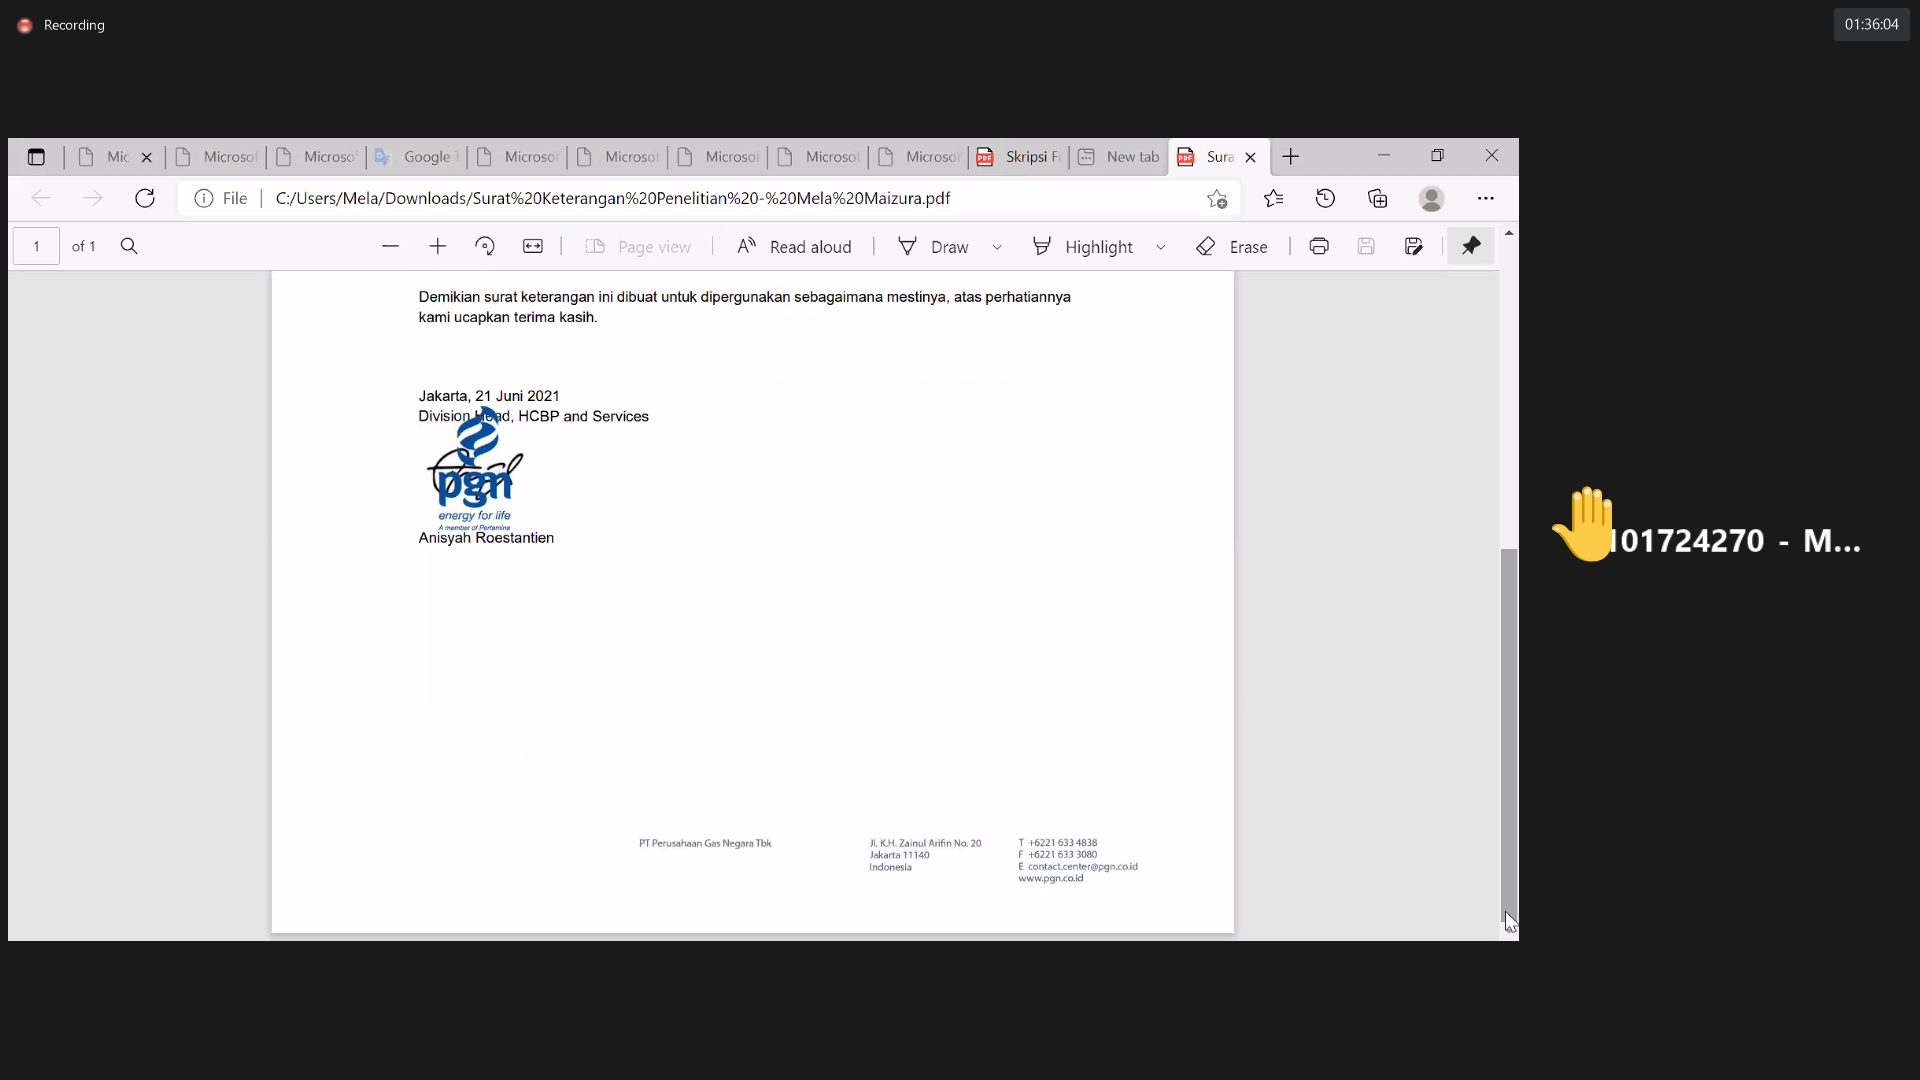 Recording
01:36:04
Mic
Microsof
Microso
Google
Microso
Microso
Microsof
Microso
Microso
Skripsi Fi
New tab
Sura
File
C:/Users/Mela/Downloads/Surat%20Keterangan%20Penelitian%20-%20Mela%20Maizura.pdf
1 of 1
Page view
Read aloud
Draw
Highlight
Erase
Demikian surat keterangan ini dibuat untuk dipergunakan sebagaimana mestinya, atas perhatiannya
kami ucapkan terima kasih.
Jakarta, 21 Juni 2021
Division Head, HCBP and Services
pgn
energy for life
A member of Pertamina
Anisyah Roestantien
101724270 - M...
PT Perusahaan Gas Negara Tbk
Jl. K.H. Zainul Arifin No. 20
Jakarta 11140
Indonesia
T +6221 633 4838
F +6221 633 3080
E contact.center@pgn.co.id
www.pgn.co.id